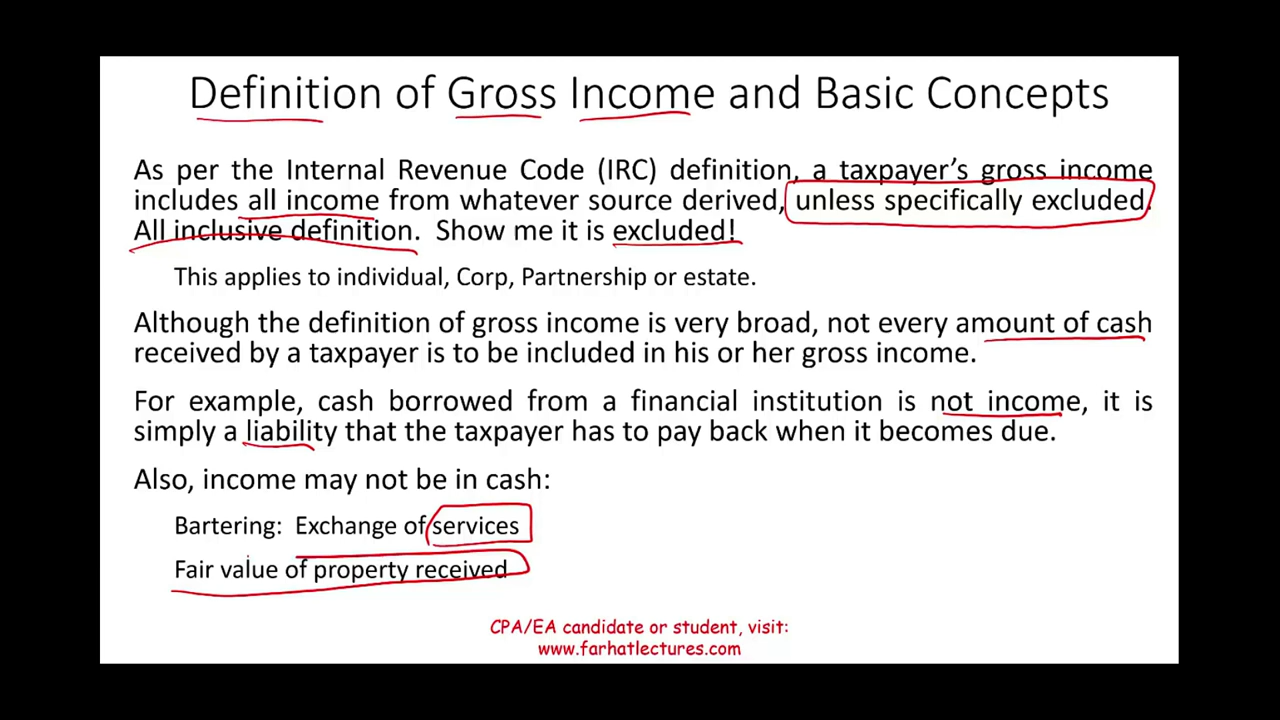 Definition of Gross Income and Basic Concepts
As per the Internal Revenue Code (IRC) definition, a taxpayer’s gross income
includes all income from whatever source derived, unless specifically excluded.
All inclusive definition. Show me it is excluded!
This applies to individual, Corp, Partnership or estate.
Although the definition of gross income is very broad, not every amount of cash
received by a taxpayer is to be included in his or her gross income.
For example, cash borrowed from a financial institution is not income, it is
simply a liability that the taxpayer has to pay back when it becomes due.
Also, income may not be in cash:
Bartering: Exchange of services
Fair value of property received
CPA/EA candidate or student, visit:
www.farhatlectures.com